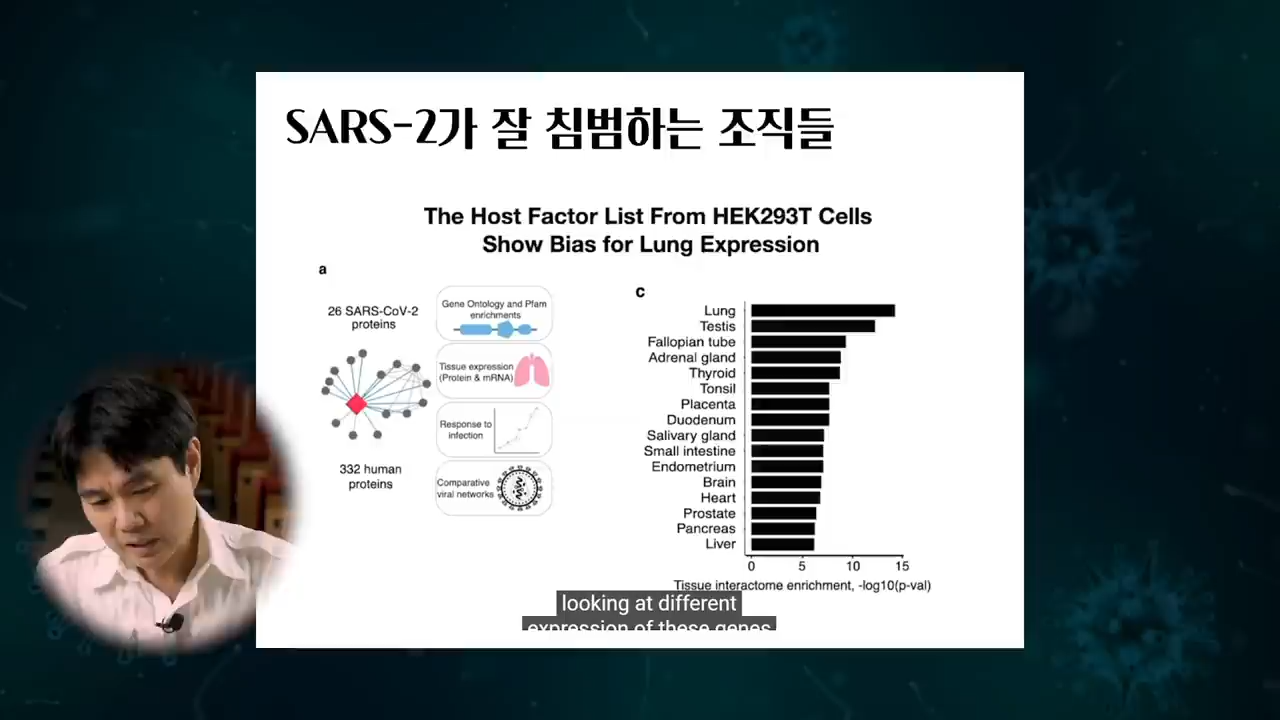 SARS-2가 잘 침범하는 조직들
The Host Factor List From HEK293T Cells
Show Bias for Lung Expression
a
26 SARS-CoV-2
proteins
332 human
proteins
Gene Ontology and Pfam
enrichments
Tissue expression
(Protein & mRNA)
Response to
infection
Comparative
viral networks
c
Lung
Testis
Fallopian tube
Adrenal gland
Thyroid
Tonsil
Placenta
Duodenum
Salivary gland
Small intestine
Endometrium
Brain
Heart
Prostate
Pancreas
Liver
0 5 10 15
Tissue interactome enrichment, -log10(p-val)
looking at different
expression of these genes